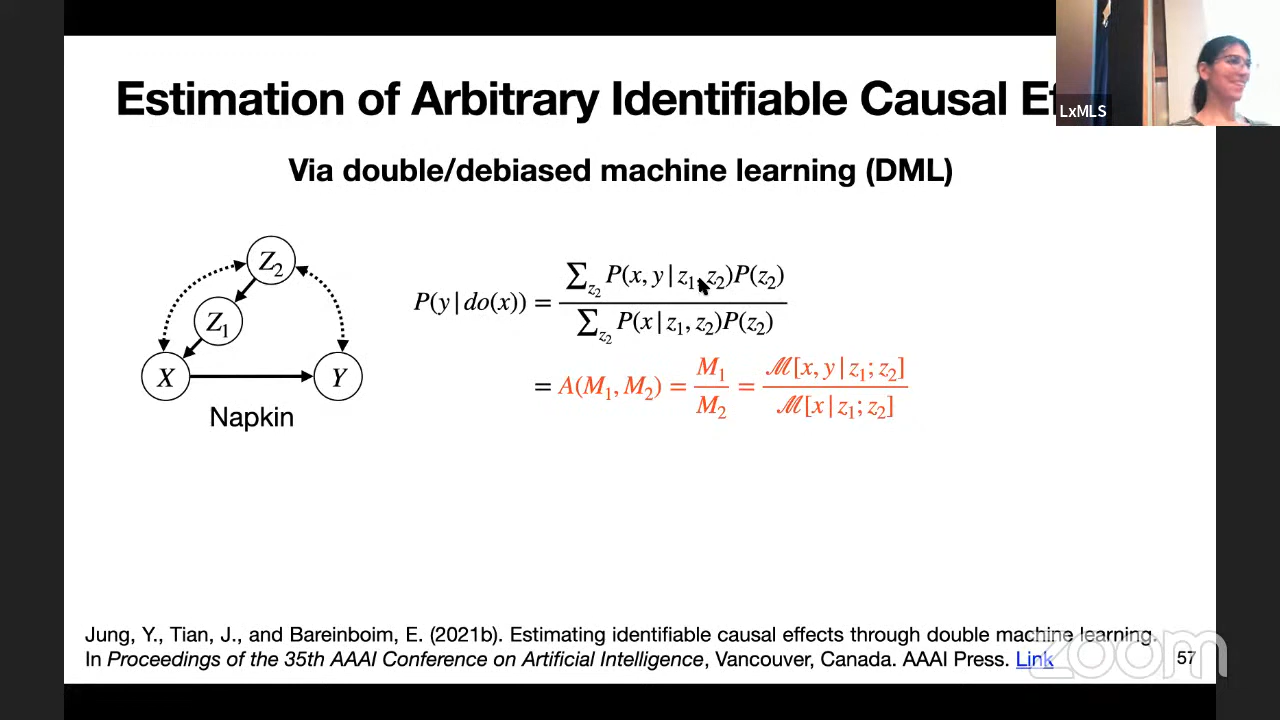 Estimation of Arbitrary Identifiable Causal
LxMLS
Via double/debiased machine learning (DML)
Z₂
Z₁
X
Y
Napkin
P(y | do(x)) = ∑_{z₂} P(x, y | z₁, z₂)P(z₂) / ∑_{z₂} P(x | z₁, z₂)P(z₂)
= A(M₁, M₂) = M₁ / M₂ = ℳ[x, y | z₁; z₂] / ℳ[x | z₁; z₂]
Jung, Y., Tian, J., and Bareinboim, E. (2021b). Estimating identifiable causal effects through double machine learning.
In Proceedings of the 35th AAAI Conference on Artificial Intelligence, Vancouver, Canada. AAAI Press. Link
zoom
57